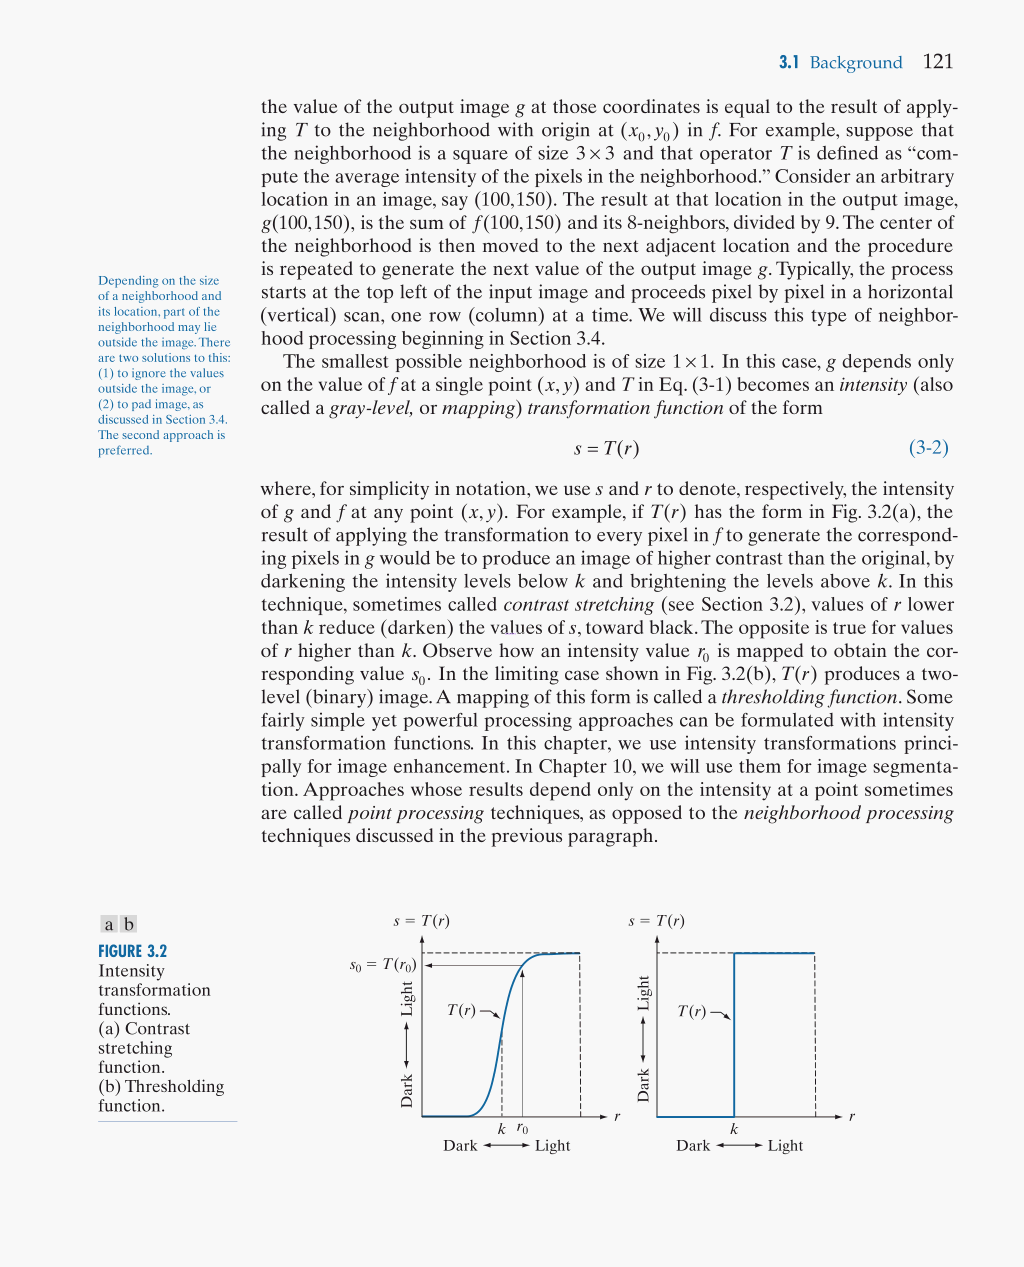 3.1 Background 121
the value of the output image g at those coordinates is equal to the result of apply-
ing T to the neighborhood with origin at (x₀, y₀) in f. For example, suppose that
the neighborhood is a square of size 3 × 3 and that operator T is defined as “com-
pute the average intensity of the pixels in the neighborhood.” Consider an arbitrary
location in an image, say (100,150). The result at that location in the output image,
g(100,150), is the sum of f(100,150) and its 8-neighbors, divided by 9. The center of
the neighborhood is then moved to the next adjacent location and the procedure
is repeated to generate the next value of the output image g. Typically, the process
starts at the top left of the input image and proceeds pixel by pixel in a horizontal
(vertical) scan, one row (column) at a time. We will discuss this type of neighbor-
hood processing beginning in Section 3.4.
Depending on the size
of a neighborhood and
its location, part of the
neighborhood may lie
outside the image. There
are two solutions to this:
(1) to ignore the values
outside the image, or
(2) to pad image, as
discussed in Section 3.4.
The second approach is
preferred.
The smallest possible neighborhood is of size 1 × 1. In this case, g depends only
on the value of f at a single point (x, y) and T in Eq. (3-1) becomes an intensity (also
called a gray-level, or mapping) transformation function of the form
s = T(r) (3-2)
where, for simplicity in notation, we use s and r to denote, respectively, the intensity
of g and f at any point (x, y). For example, if T(r) has the form in Fig. 3.2(a), the
result of applying the transformation to every pixel in f to generate the correspond-
ing pixels in g would be to produce an image of higher contrast than the original, by
darkening the intensity levels below k and brightening the levels above k. In this
technique, sometimes called contrast stretching (see Section 3.2), values of r lower
than k reduce (darken) the values of s, toward black. The opposite is true for values
of r higher than k. Observe how an intensity value r₀ is mapped to obtain the cor-
responding value s₀. In the limiting case shown in Fig. 3.2(b), T(r) produces a two-
level (binary) image. A mapping of this form is called a thresholding function. Some
fairly simple yet powerful processing approaches can be formulated with intensity
transformation functions. In this chapter, we use intensity transformations princi-
pally for image enhancement. In Chapter 10, we will use them for image segmenta-
tion. Approaches whose results depend only on the intensity at a point sometimes
are called point processing techniques, as opposed to the neighborhood processing
techniques discussed in the previous paragraph.
a b
FIGURE 3.2
Intensity
transformation
functions.
(a) Contrast
stretching
function.
(b) Thresholding
function.
s = T(r)
s₀ = T(r₀)
Dark Light
T(r)
k r₀
r
Dark Light
s = T(r)
Dark Light
T(r)
k
r
Dark Light